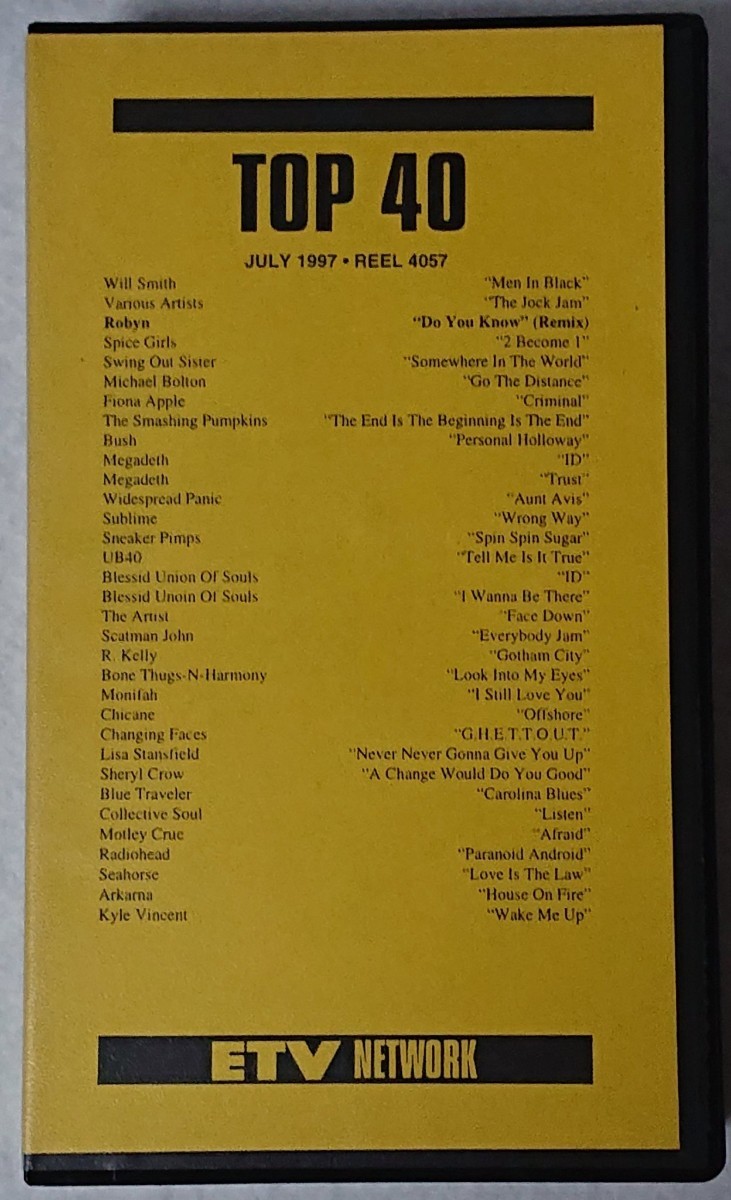 TOP 40
JULY 1997 • REEL 4057
Will Smith "Men In Black"
Various Artists "The Jock Jam"
Robyn "Do You Know" (Remix)
Spice Girls "2 Become 1"
Swing Out Sister "Somewhere In The World"
Michael Bolton "Go The Distance"
Fiona Apple "Criminal"
The Smashing Pumpkins "The End Is The Beginning Is The End"
Bush "Personal Holloway"
Megadeth "ID"
Megadeth "Trust"
Widespread Panic "Aunt Avis"
Sublime "Wrong Way"
Sneaker Pimps "Spin Spin Sugar"
UB40 "Tell Me Is It True"
Blessid Union Of Souls "ID"
Blessid Unoin Of Souls "I Wanna Be There"
The Artist "Face Down"
Scatman John "Everybody Jam"
R. Kelly "Gotham City"
Bone Thugs-N-Harmony "Look Into My Eyes"
Monifah "I Still Love You"
Chicane "Offshore"
Changing Faces "G.H.E.T.T.O.U.T."
Lisa Stansfield "Never Never Gonna Give You Up"
Sheryl Crow "A Change Would Do You Good"
Blue Traveler "Carolina Blues"
Collective Soul "Listen"
Motley Crue "Afraid"
Radiohead "Paranoid Android"
Seahorse "Love Is The Law"
Arkarna "House On Fire"
Kyle Vincent "Wake Me Up"
ETV NETWORK